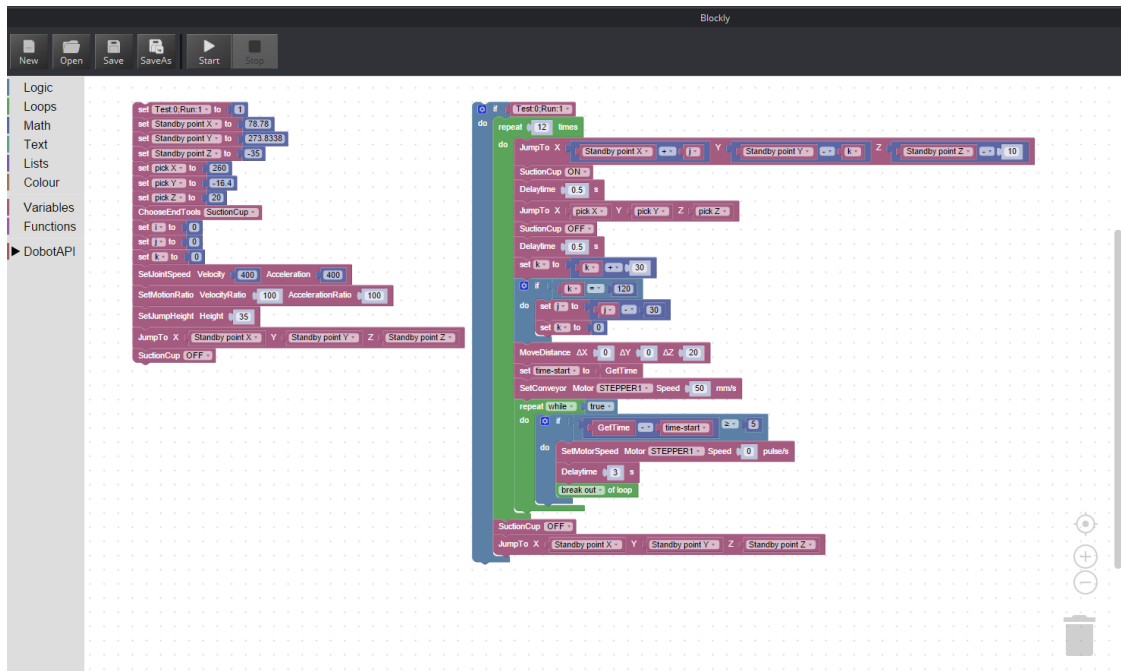 Blockly
New Open Save SaveAs Start Stop
Logic
Loops
Math
Text
Lists
Colour
Variables
Functions
DobotAPI
set Test:0;Run:1 to 1
set Standby point X to 78.78
set Standby point Y to 273.8338
set Standby point Z to -35
set pick X to 260
set pick Y to -16.4
set pick Z to 20
ChooseEndTools SuctionCup
set i to 0
set j to 0
set k to 0
SetJointSpeed Velocity 400 Acceleration 400
SetMotionRatio VelocityRatio 100 AccelerationRatio 100
SetJumpHeight Height 35
JumpTo X Standby point X Y Standby point Y Z Standby point Z
SuctionCup OFF
if Test:0;Run:1
do repeat 12 times
do JumpTo X Standby point X + j Y Standby point Y - k Z Standby point Z - 10
SuctionCup ON
Delaytime 0.5 s
JumpTo X pick X Y pick Y Z pick Z
SuctionCup OFF
Delaytime 0.5 s
set k to k + 30
if k = 120
do set j to j - 30
set k to 0
MoveDistance ΔX 0 ΔY 0 ΔZ 20
set time-start to GetTime
SetConveyor Motor STEPPER1 Speed 50 mm/s
repeat while true
do if GetTime - time-start ≥ 5
do SetMotorSpeed Motor STEPPER1 Speed 0 pulse/s
Delaytime 3 s
break out of loop
SuctionCup OFF
JumpTo X Standby point X Y Standby point Y Z Standby point Z